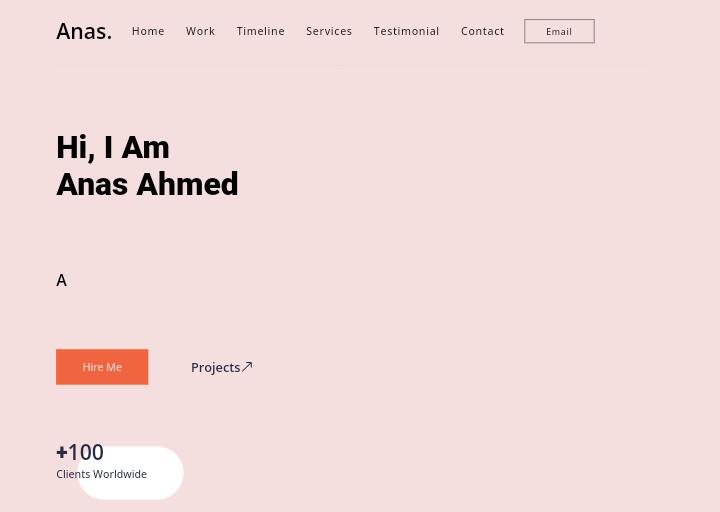 Anas.
Home Work Timeline Services Testimonial Contact Email
Hi, I Am
Anas Ahmed
A
Hire Me Projects
+100
Clients Worldwide